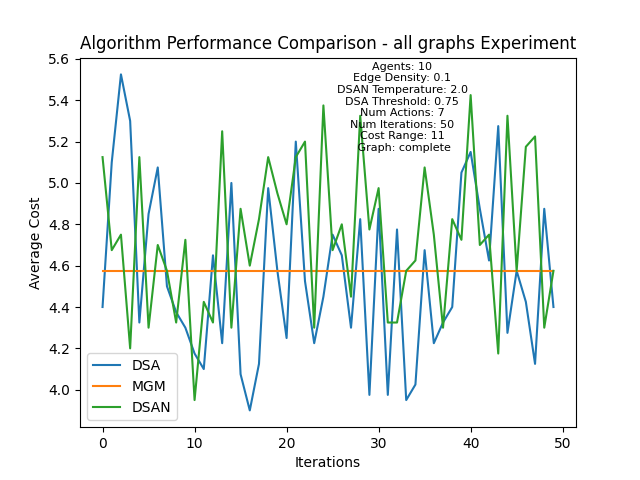 Algorithm Performance Comparison - all graphs Experiment
Agents: 10
Edge Density: 0.1
DSAN Temperature: 2.0
DSA Threshold: 0.75
Num Actions: 7
Num Iterations: 50
Cost Range: 11
Graph: complete
5.6
5.4
5.2
5.0
4.8
4.6
4.4
4.2
4.0
Average Cost
DSA
MGM
DSAN
0 10 20 30 40 50
Iterations